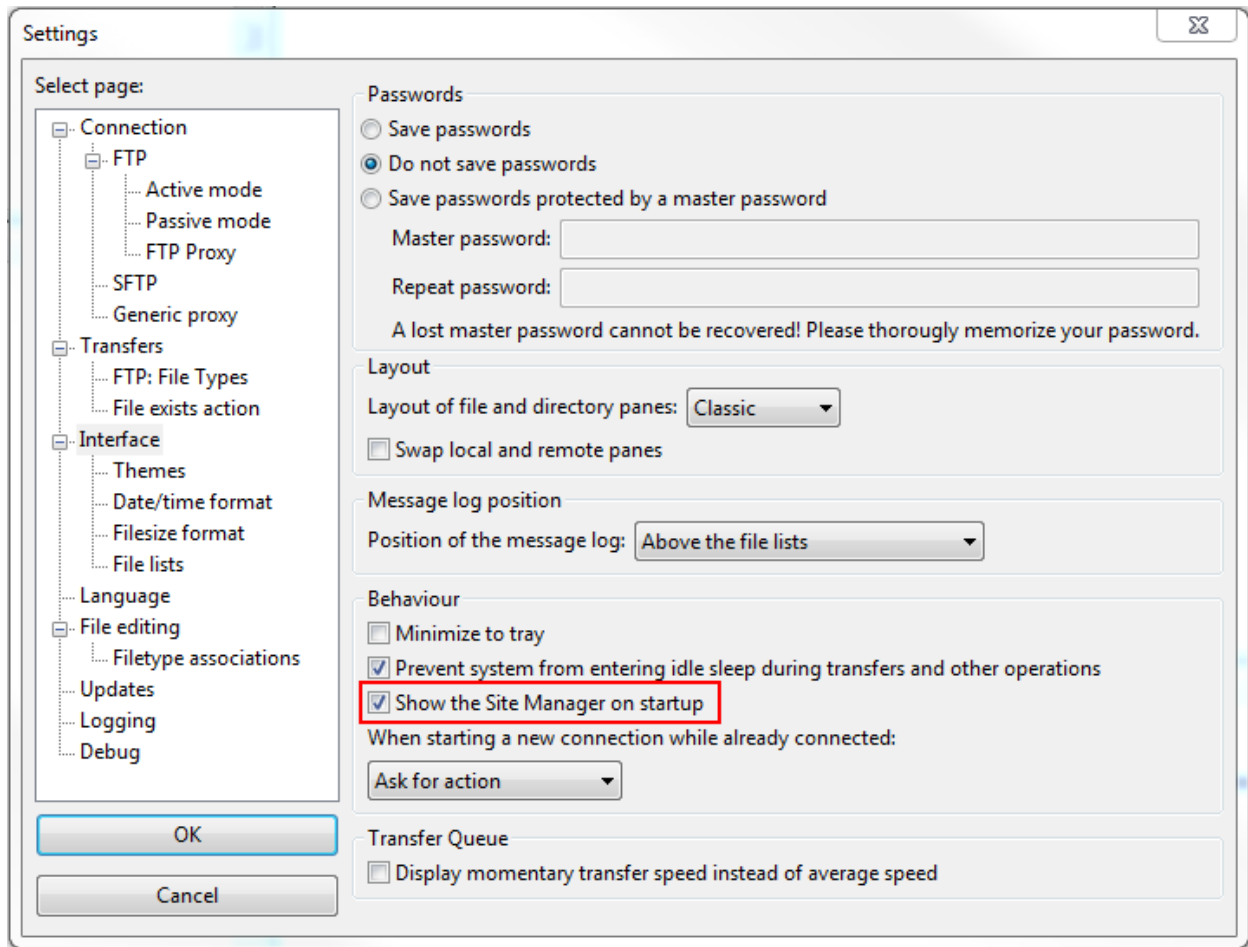 Settings
Select page:
Connection
FTP
Active mode
Passive mode
FTP Proxy
SFTP
Generic proxy
Transfers
FTP: File Types
File exists action
Interface
Themes
Date/time format
Filesize format
File lists
Language
File editing
Filetype associations
Updates
Logging
Debug
OK
Cancel
Passwords
Save passwords
Do not save passwords
Save passwords protected by a master password
Master password:
Repeat password:
A lost master password cannot be recovered! Please thorougly memorize your password.
Layout
Layout of file and directory panes: Classic
Swap local and remote panes
Message log position
Position of the message log: Above the file lists
Behaviour
Minimize to tray
Prevent system from entering idle sleep during transfers and other operations
Show the Site Manager on startup
When starting a new connection while already connected:
Ask for action
Transfer Queue
Display momentary transfer speed instead of average speed